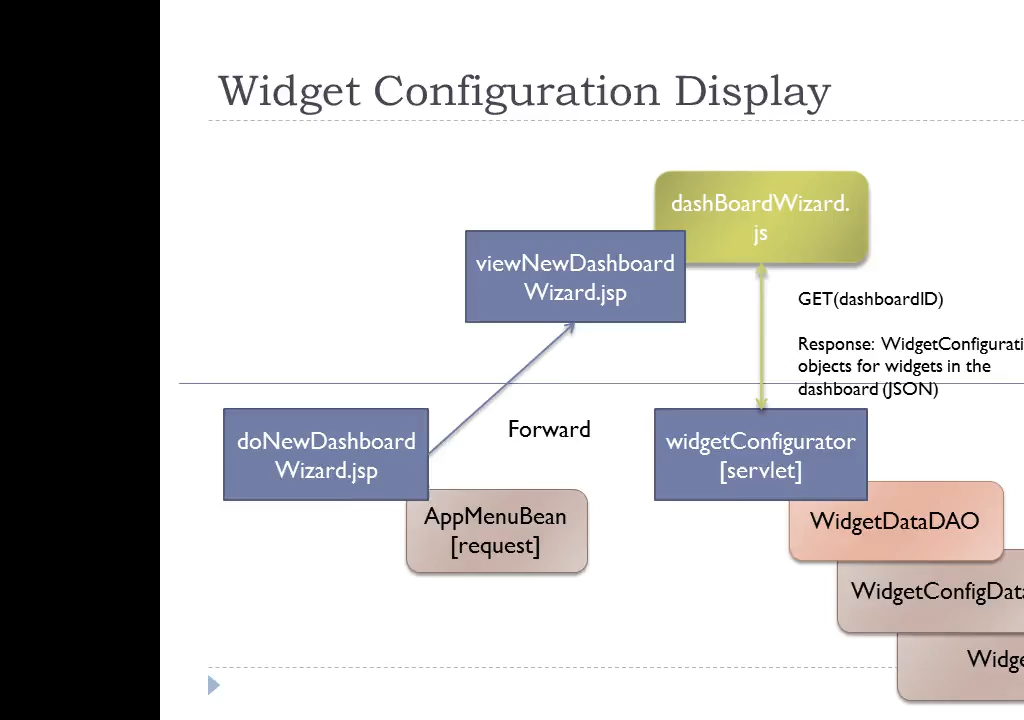 Widget Configuration Display
dashBoardWizard.
js
viewNewDashboard
Wizard.jsp
GET(dashboardID)
Response: WidgetConfigurati
objects for widgets in the
dashboard (JSON)
Forward
doNewDashboard
Wizard.jsp
widgetConfigurator
[servlet]
AppMenuBean
[request]
WidgetDataDAO
WidgetConfigData
Widge